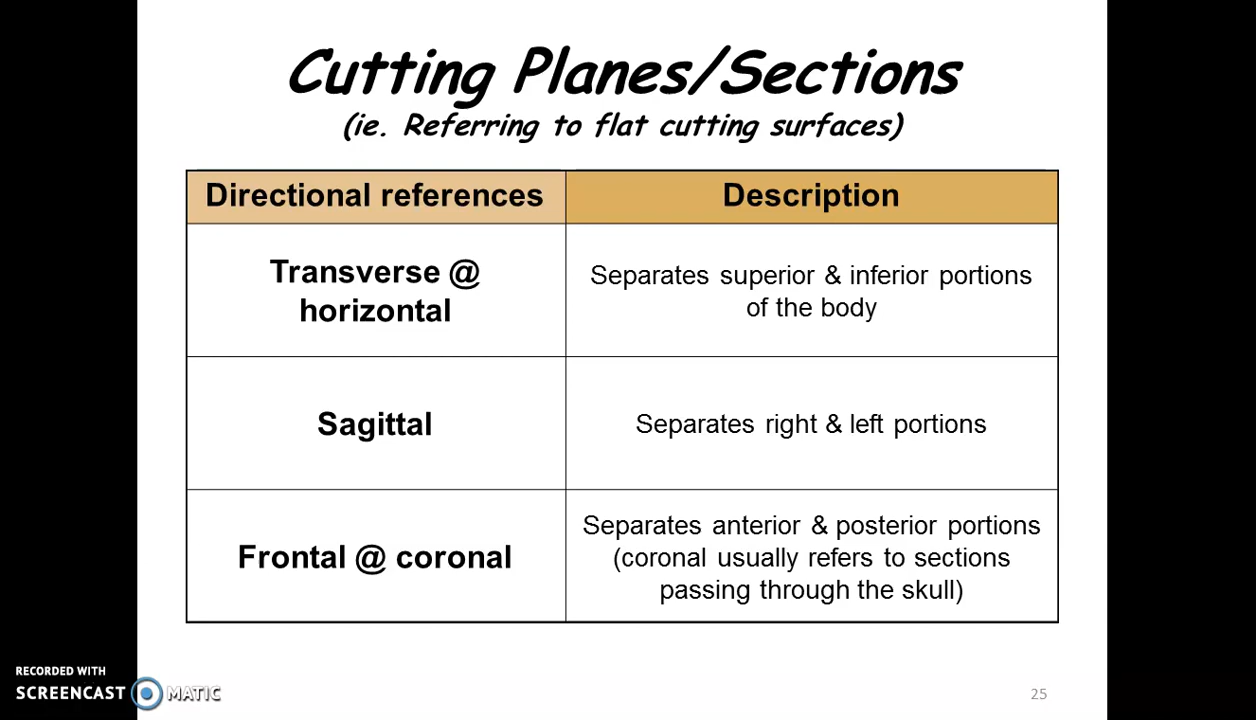 Cutting Planes/Sections
(ie. Referring to flat cutting surfaces)
Directional references
Description
Transverse @
horizontal
Separates superior & inferior portions
of the body
Sagittal
Separates right & left portions
Frontal @ coronal
Separates anterior & posterior portions
(coronal usually refers to sections
passing through the skull)
RECORDED WITH
SCREENCAST MATIC
25